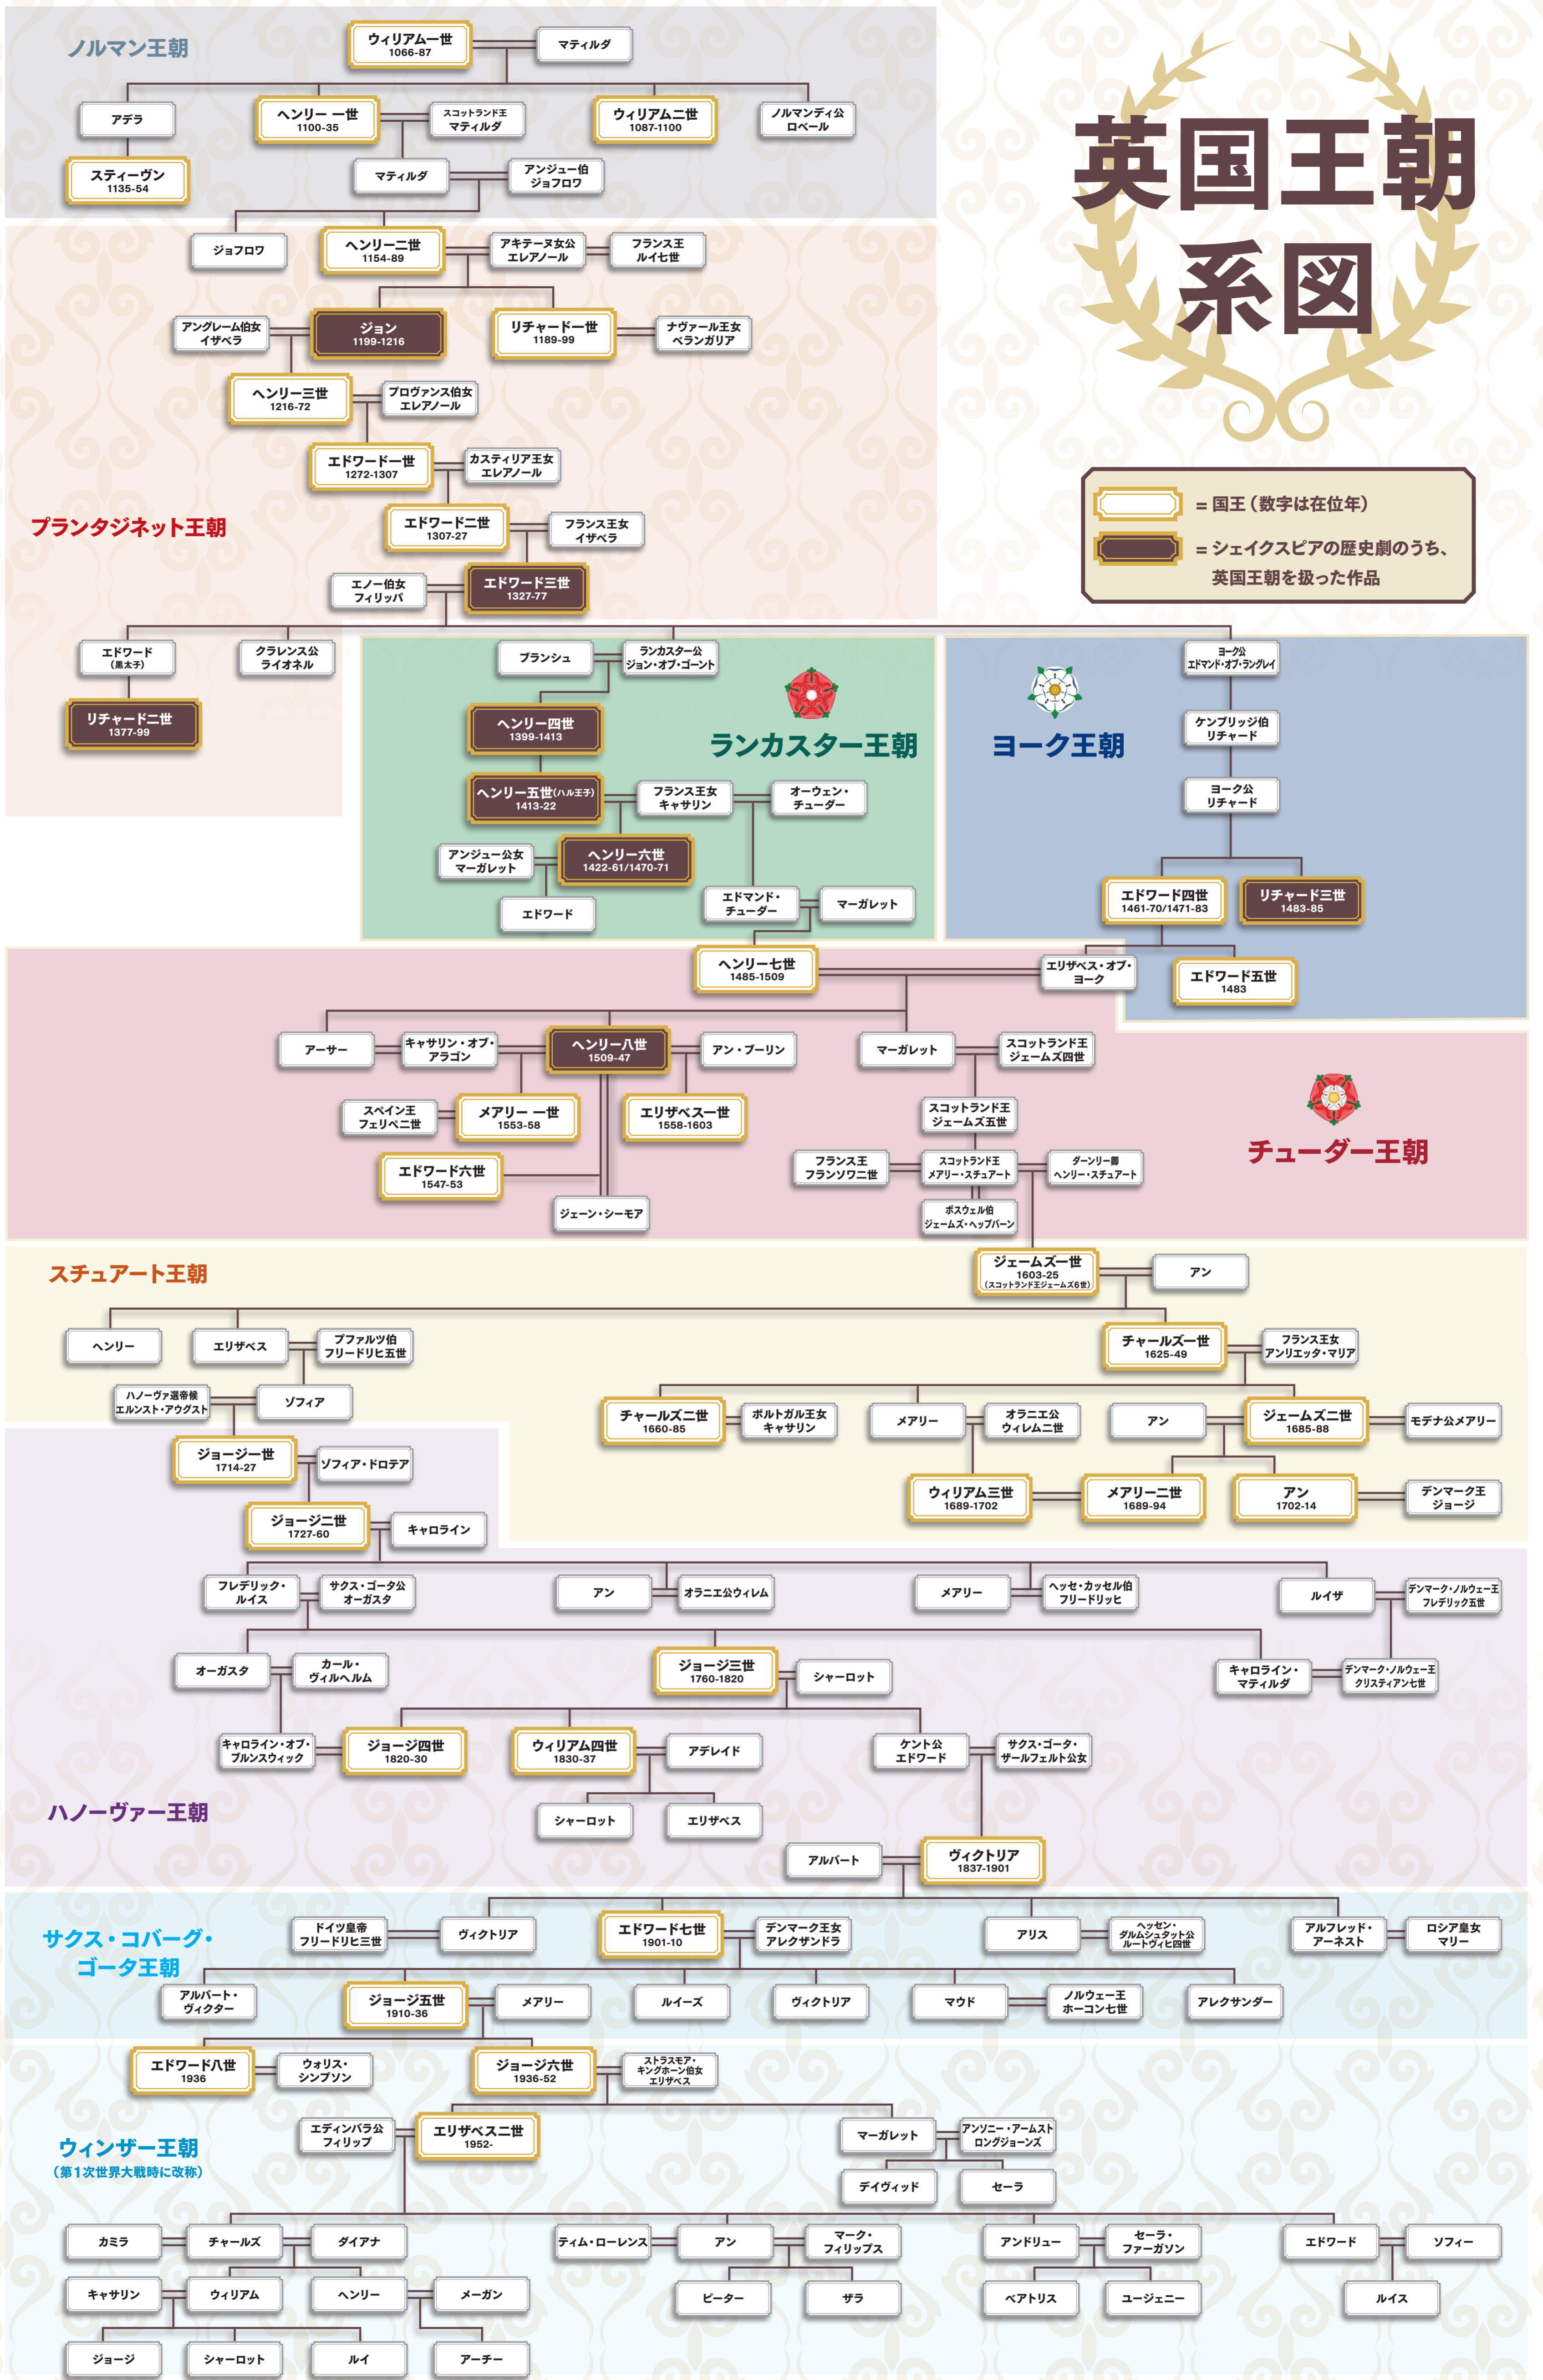 英国王朝
系図
= 国王（数字は在位年）
= シェイクスピアの歴史劇のうち、
英国王朝を扱った作品
ノルマン王朝
ウィリアム一世
1066-87
マティルダ
アデラ
ヘンリー 一世
1100-35
スコットランド王
マティルダ
ウィリアム二世
1087-1100
ノルマンディ公
ロベール
スティーヴン
1135-54
マティルダ
アンジュー伯
ジョフロワ
プランタジネット王朝
ジョフロワ
ヘンリー二世
1154-89
アキテーヌ女公
エレアノール
フランス王
ルイ七世
アングレーム伯女
イザベラ
ジョン
1199-1216
リチャード一世
1189-99
ナヴァール王女
ベランガリア
ヘンリー三世
1216-72
プロヴァンス伯女
エレアノール
エドワード一世
1272-1307
カスティリア王女
エレアノール
エドワード二世
1307-27
フランス王女
イザベラ
エノー伯女
フィリッパ
エドワード三世
1327-77
エドワード
（黒太子）
クラレンス公
ライオネル
リチャード二世
1377-99
ブランシュ
ランカスター公
ジョン・オブ・ゴーント
ヘンリー四世
1399-1413
ランカスター王朝
ヘンリー五世（ハル王子）
1413-22
フランス王女
キャサリン
オーウェン・
チューダー
アンジュー公女
マーガレット
ヘンリー六世
1422-61/1470-71
エドワード
エドマンド・
チューダー
マーガレット
ヨーク王朝
ヨーク公
エドマンド・オブ・ラングレイ
ケンブリッジ伯
リチャード
ヨーク公
リチャード
エドワード四世
1461-70/1471-83
リチャード三世
1483-85
ヘンリー七世
1485-1509
エリザベス・オブ・
ヨーク
エドワード五世
1483
チューダー王朝
アーサー
キャサリン・オブ・
アラゴン
ヘンリー八世
1509-47
アン・ブーリン
マーガレット
スコットランド王
ジェームズ四世
スペイン王
フェリペ二世
メアリー 一世
1553-58
エリザベス一世
1558-1603
スコットランド王
ジェームズ五世
エドワード六世
1547-53
フランス王
フランソワ二世
スコットランド王
メアリー・スチュアート
ダーンリー卿
ヘンリー・スチュアート
ジェーン・シーモア
ボスウェル伯
ジェームズ・ヘップバーン
スチュアート王朝
ジェームズ一世
1603-25
（スコットランド王ジェームズ6世）
アン
ヘンリー
エリザベス
プファルツ伯
フリードリヒ五世
チャールズ一世
1625-49
フランス王女
アンリエッタ・マリア
ハノーヴァ選帝候
エルンスト・アウグスト
ゾフィア
チャールズ二世
1660-85
ポルトガル王女
キャサリン
メアリー
オラニエ公
ウィレム二世
アン
ジェームズ二世
1685-88
モデナ公メアリー
ジョージ一世
1714-27
ゾフィア・ドロテア
ウィリアム三世
1689-1702
メアリー二世
1689-94
アン
1702-14
デンマーク王
ジョージ
ジョージ二世
1727-60
キャロライン
フレデリック・
ルイス
サクス・ゴータ公
オーガスタ
アン
オラニエ公ウィレム
メアリー
ヘッセ・カッセル伯
フリードリッヒ
ルイザ
デンマーク・ノルウェー王
フレデリック五世
オーガスタ
カール・
ヴィルヘルム
ジョージ三世
1760-1820
シャーロット
キャロライン・
マティルダ
デンマーク・ノルウェー王
クリスティアン七世
キャロライン・オブ・
ブルンスウィック
ジョージ四世
1820-30
ウィリアム四世
1830-37
アデレイド
ケント公
エドワード
サクス・ゴータ・
ザールフェルト公女
ハノーヴァー王朝
シャーロット
エリザベス
アルバート
ヴィクトリア
1837-1901
サクス・コバーグ・
ゴータ王朝
ドイツ皇帝
フリードリヒ三世
ヴィクトリア
エドワード七世
1901-10
デンマーク王女
アレクザンドラ
アリス
ヘッセン・
ダルムシュタット公
ルートヴィヒ四世
アルフレッド・
アーネスト
ロシア皇女
マリー
アルバート・
ヴィクター
ジョージ五世
1910-36
メアリー
ルイーズ
ヴィクトリア
マウド
ノルウェー王
ホーコン七世
アレクサンダー
エドワード八世
1936
ウォリス・
シンプソン
ジョージ六世
1936-52
ストラスモア・
キングホーン伯女
エリザベス
ウィンザー王朝
（第1次世界大戦時に改称）
エディンバラ公
フィリップ
エリザベス二世
1952-
マーガレット
アンソニー・アームスト
ロングジョーンズ
デイヴィッド
セーラ
カミラ
チャールズ
ダイアナ
ティム・ローレンス
アン
マーク・
フィリップス
アンドリュー
セーラ・
ファーガソン
エドワード
ソフィー
キャサリン
ウィリアム
ヘンリー
メーガン
ピーター
ザラ
ベアトリス
ユージェニー
ルイス
ジョージ
シャーロット
ルイ
アーチー